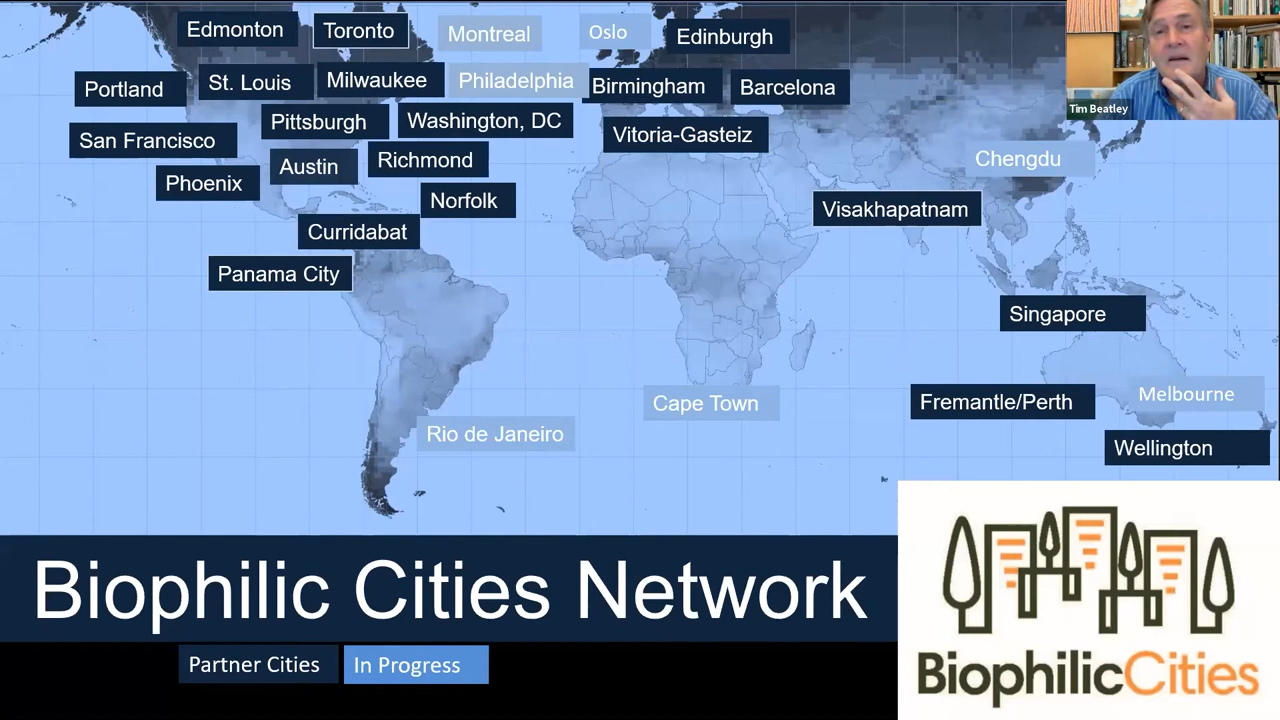 Edmonton
Toronto
Montreal
Oslo
Edinburgh
Portland
St. Louis
Milwaukee
Philadelphia
Birmingham
Barcelona
Tim Beatley
Pittsburgh
Washington, DC
San Francisco
Vitoria-Gasteiz
Austin
Richmond
Chengdu
Phoenix
Norfolk
Visakhapatnam
Curridabat
Panama City
Singapore
Cape Town
Fremantle/Perth
Melbourne
Rio de Janeiro
Wellington
Biophilic Cities Network
Partner Cities
In Progress
BiophilicCities